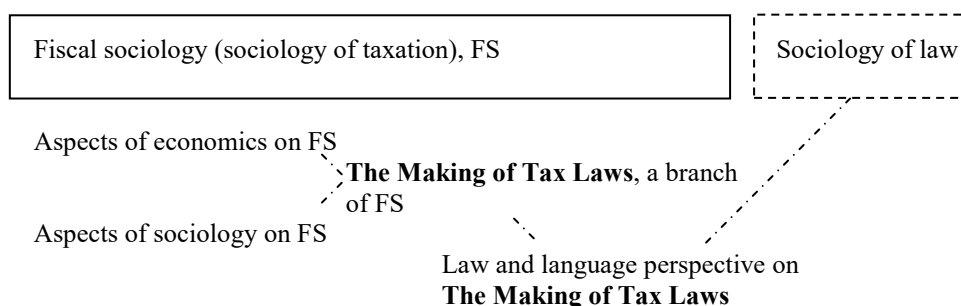 Fiscal sociology (sociology of taxation), FS
Sociology of law
Aspects of economics on FS
The Making of Tax Laws, a branch
of FS
Aspects of sociology on FS
Law and language perspective on
The Making of Tax Laws